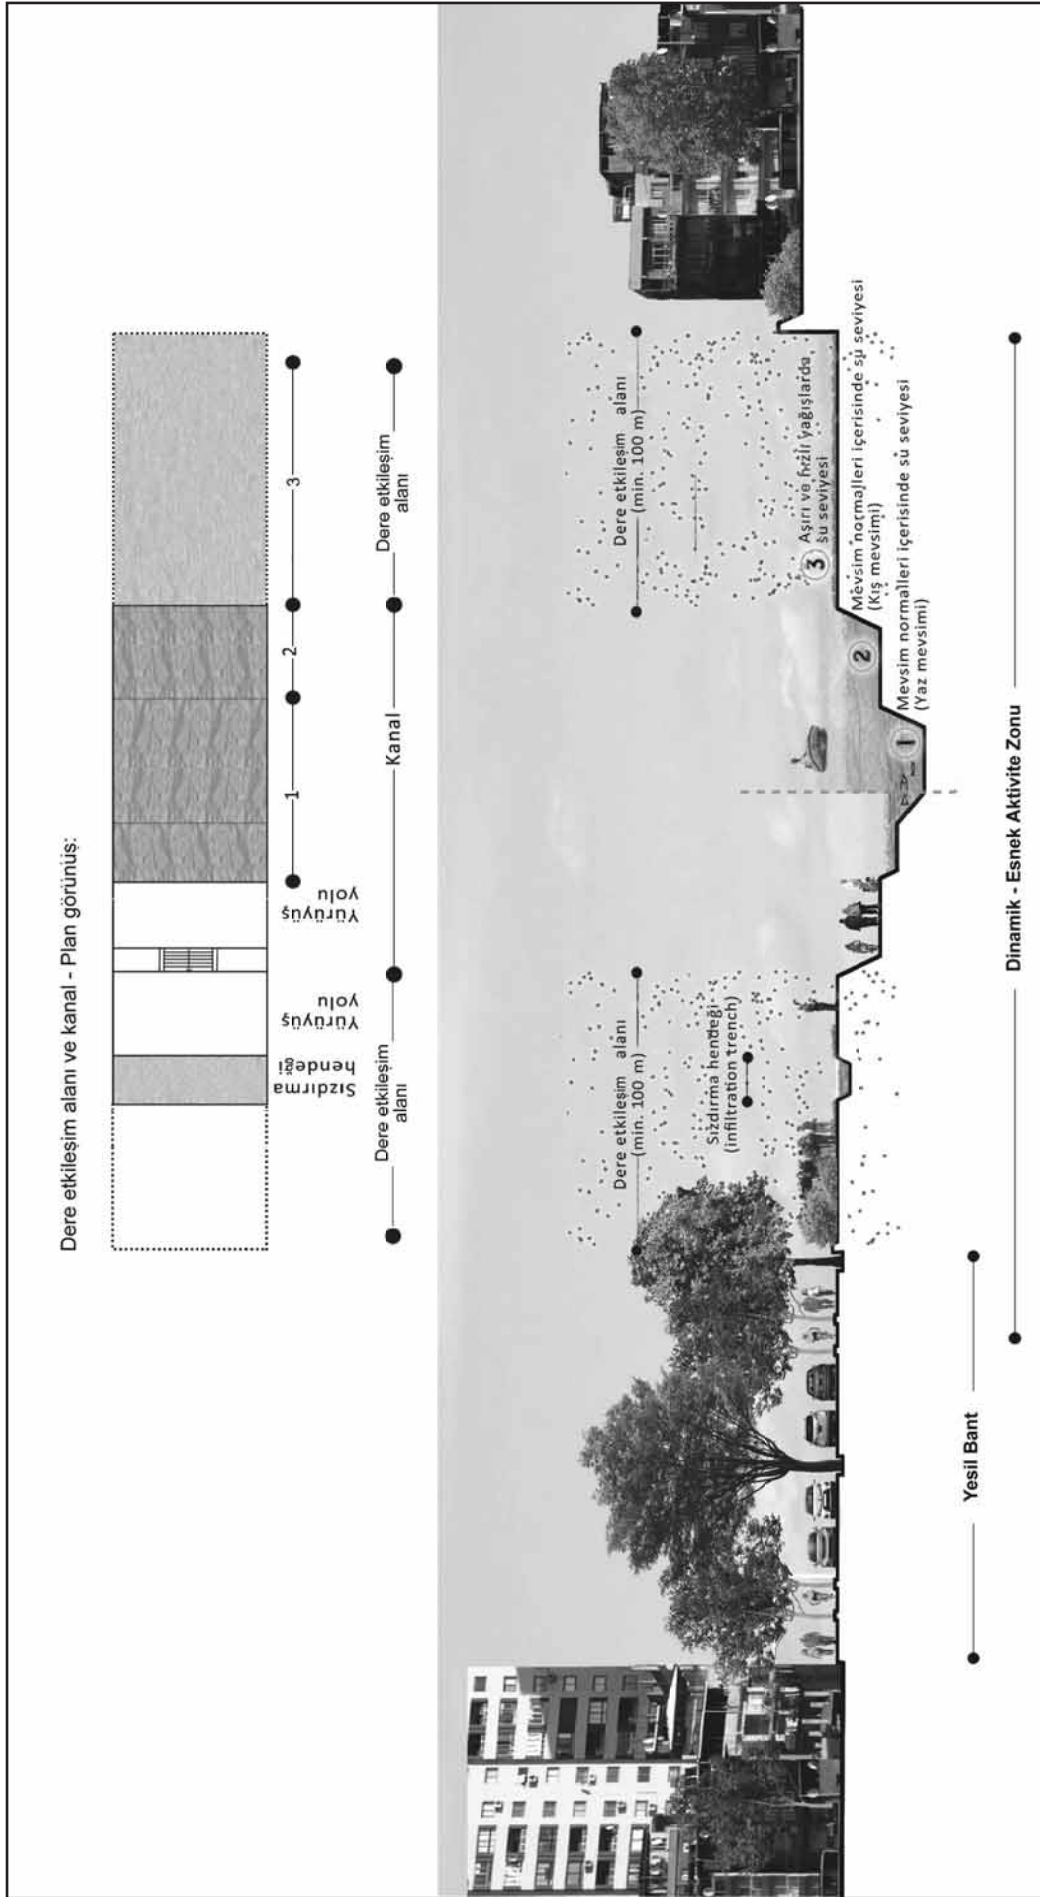 Dere etkileşim alanı ve kanal - Plan görünüş:
Sızdırma
hendeği
Yürüyüş
yolu
Yürüyüş
yolu
1
2
3
Dere etkileşim
alanı
Kanal
Dere etkileşim
alanı
Dere etkileşim alanı
(min. 100 m)
Dere etkileşim alanı
(min. 100 m)
Sızdırma hendeği
(infiltration trench)
3
Aşırı ve hızlı yağışlarda
su seviyesi
2
Mevsim normalleri içerisinde su seviyesi
(Kış mevsimi)
1
Mevsim normalleri içerisinde su seviyesi
(Yaz mevsimi)
Yesil Bant
Dinamik - Esnek Aktivite Zonu